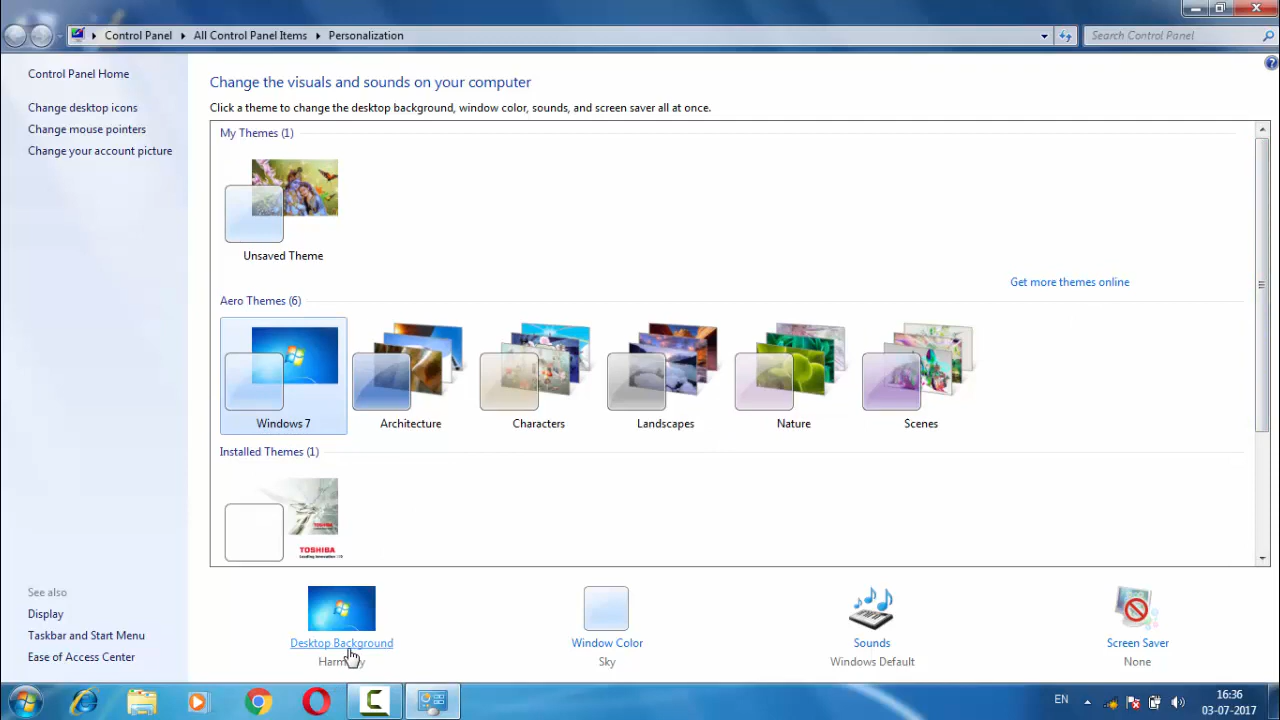 Control Panel
All Control Panel Items
Personalization
Search Control Panel
Control Panel Home
Change desktop icons
Change mouse pointers
Change your account picture
Change the visuals and sounds on your computer
Click a theme to change the desktop background, window color, sounds, and screen saver all at once.
My Themes (1)
Unsaved Theme
Get more themes online
Aero Themes (6)
Windows 7
Architecture
Characters
Landscapes
Nature
Scenes
Installed Themes (1)
TOSHIBA
Leading Innovation >>>
See also
Display
Taskbar and Start Menu
Ease of Access Center
Desktop Background
Window Color
Sky
Sounds
Windows Default
Screen Saver
None
EN
16:36
03-07-2017